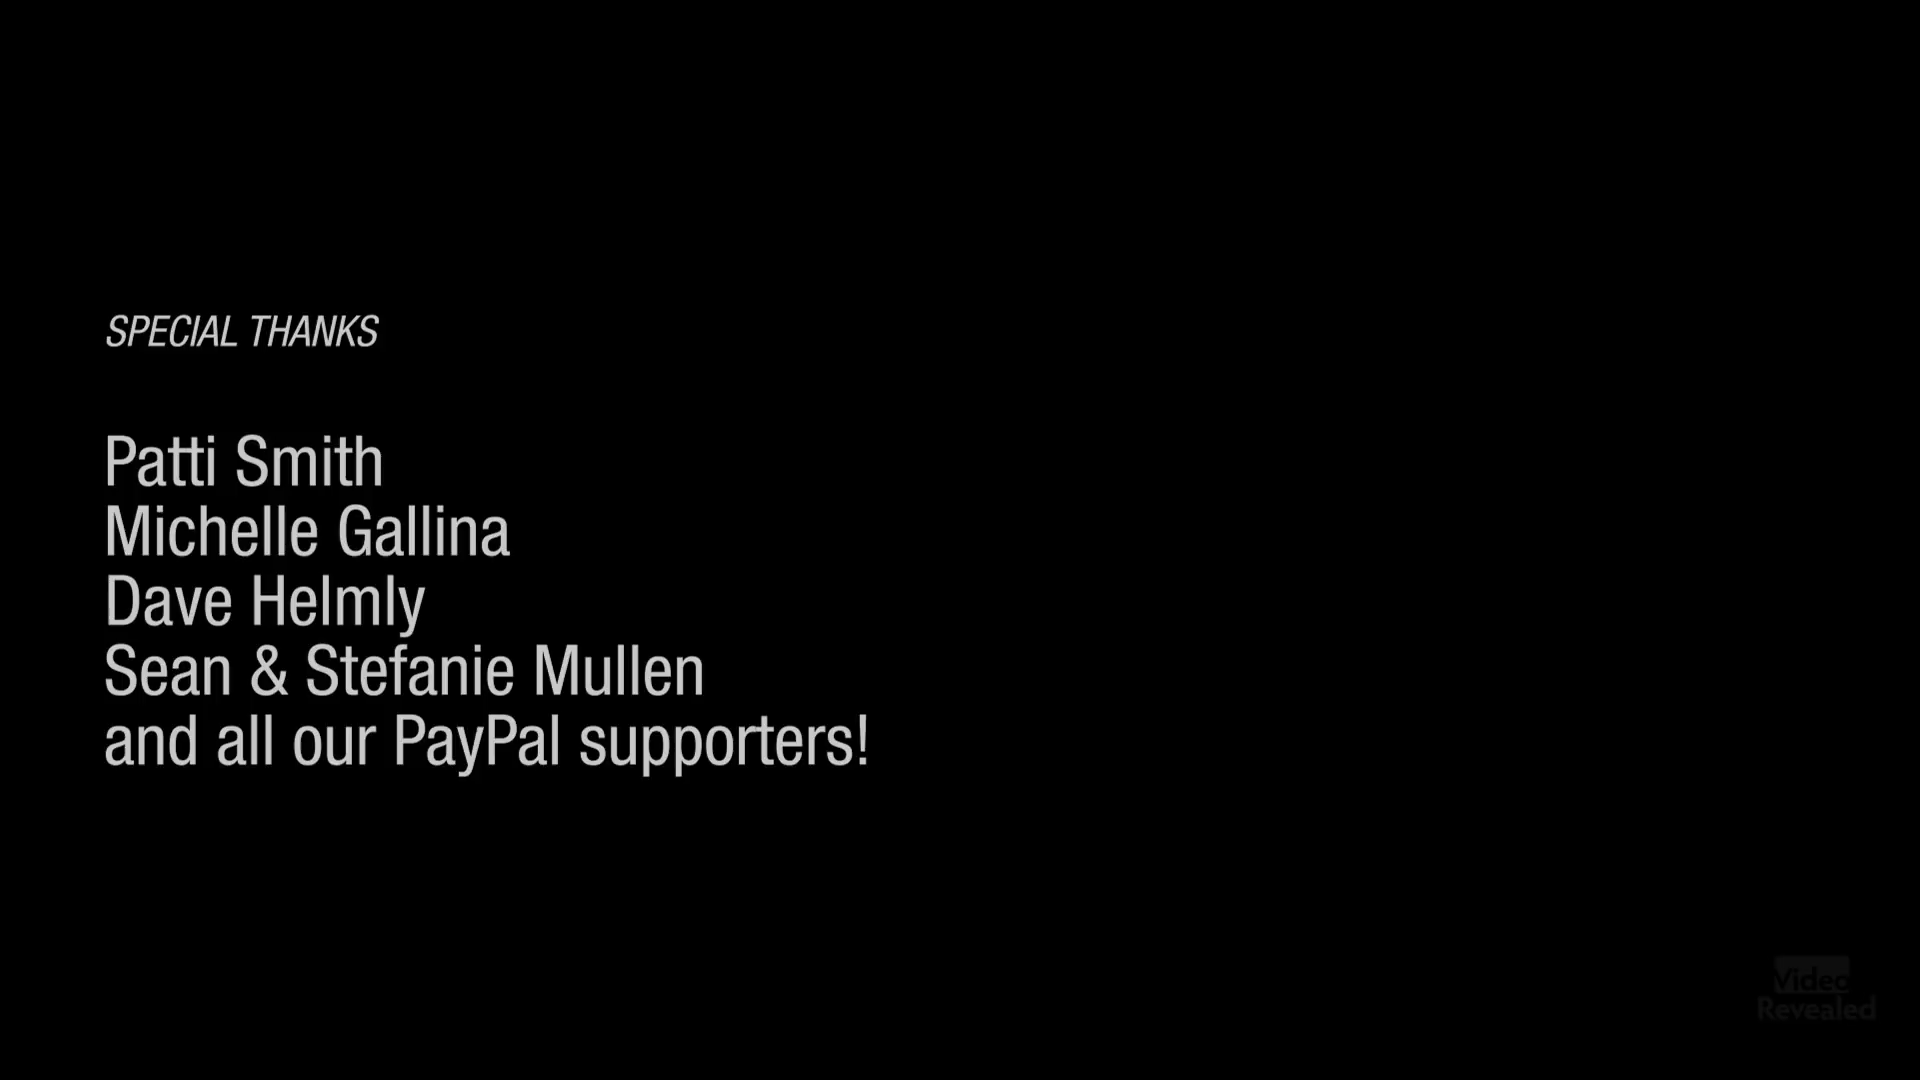 SPECIAL THANKS
Patti Smith
Michelle Gallina
Dave Helmly
Sean & Stefanie Mullen
and all our PayPal supporters!
Video
Revealed